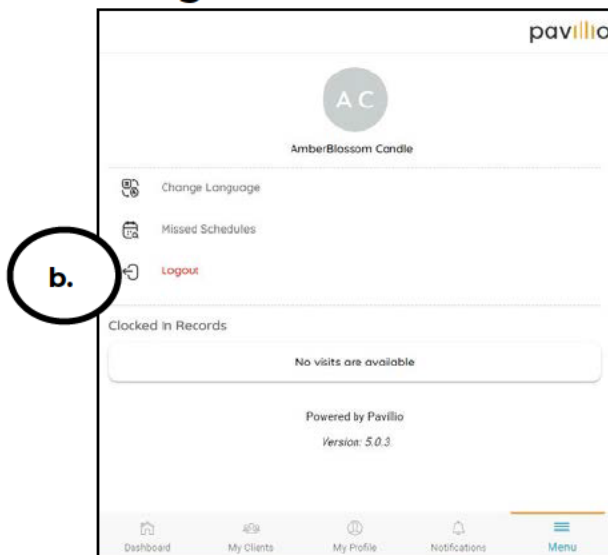 pavillio
A C
AmberBlossom Candle
Change Language
Missed Schedules
b.
Logout
Clocked In Records
No visits are available
Powered by Pavillio
Version: 5.0.3
Dashboard My Clients My Profile Notifications Menu